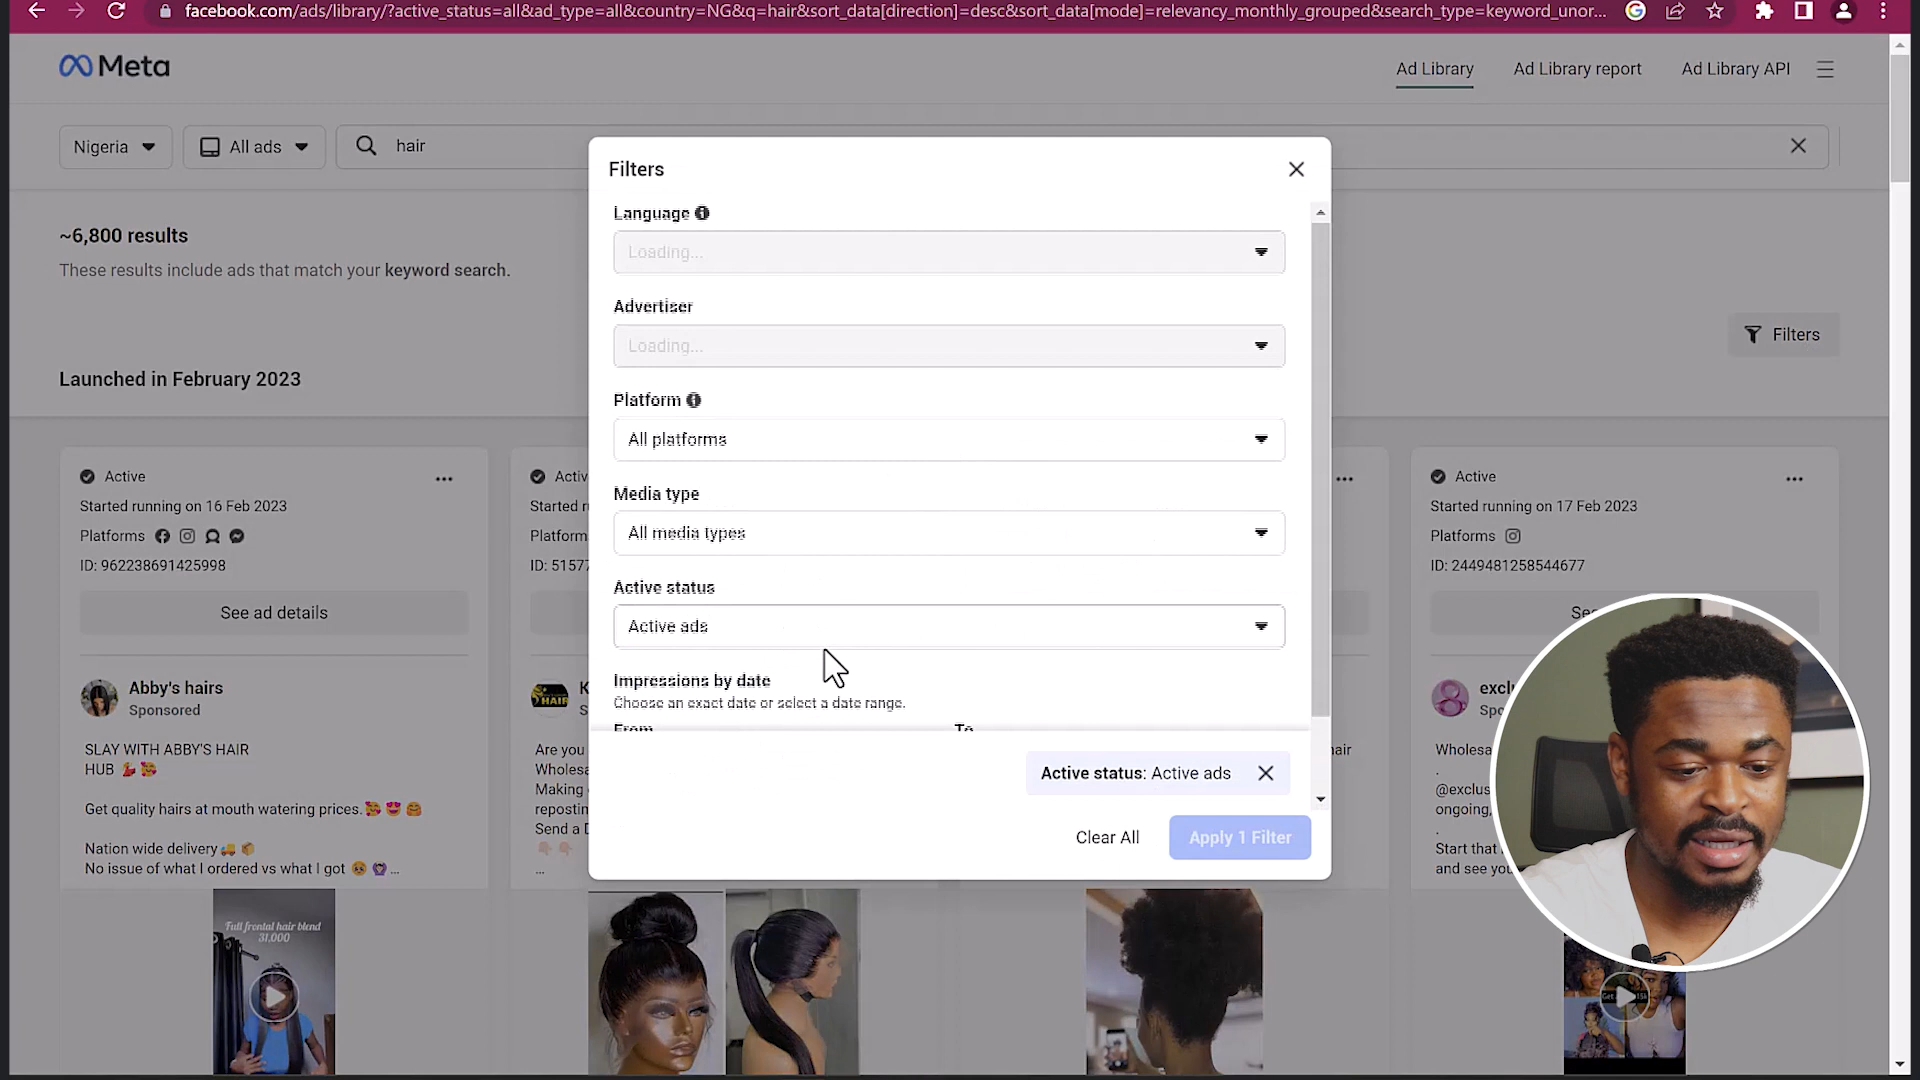 facebook.com/ads/library/?active_status=all&ad_type=all&country=NG&q=hair&sort_data[direction]=desc&sort_data[mode]=relevancy_monthly_grouped&search_type=keyword_unor...
Meta
Ad Library
Ad Library report
Ad Library API
Nigeria
All ads
hair
~6,800 results
These results include ads that match your keyword search.
Filters
Launched in February 2023
Filters
Language
Loading...
Advertiser
Loading...
Platform
All platforms
Media type
All media types
Active status
Active ads
Impressions by date
Choose an exact date or select a date range.
From
To
Active status: Active ads
Clear All
Apply 1 Filter
Active
Started running on 16 Feb 2023
Platforms
ID: 962238691425998
See ad details
Abby's hairs
Sponsored
SLAY WITH ABBY'S HAIR
HUB 💃🥰
Get quality hairs at mouth watering prices.🥰😍🤗
Nation wide delivery🚚📦
No issue of what I ordered vs what I got 🥺🙆‍♀️...
Full frontal hair blend
31,000
Started
Platform
ID: 51577
HAIR
Are you
Wholesa
Making
reposting
...
hair
Active
Started running on 17 Feb 2023
Platforms
ID: 2449481258544677
Wholesa
.
@exclus
ongoing,
.
Start that
and see you